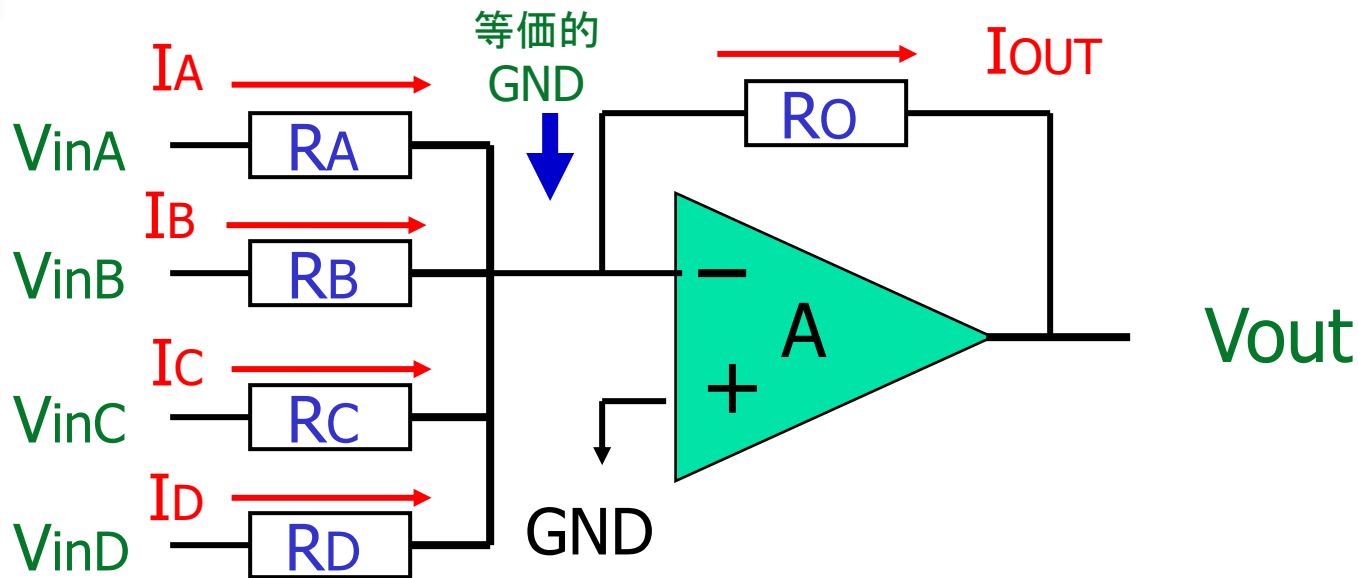 等価的
GND
IA
IOUT
RO
VinA
RA
IB
VinB
RB
−
A
Vout
IC
+
VinC
RC
ID
GND
VinD
RD